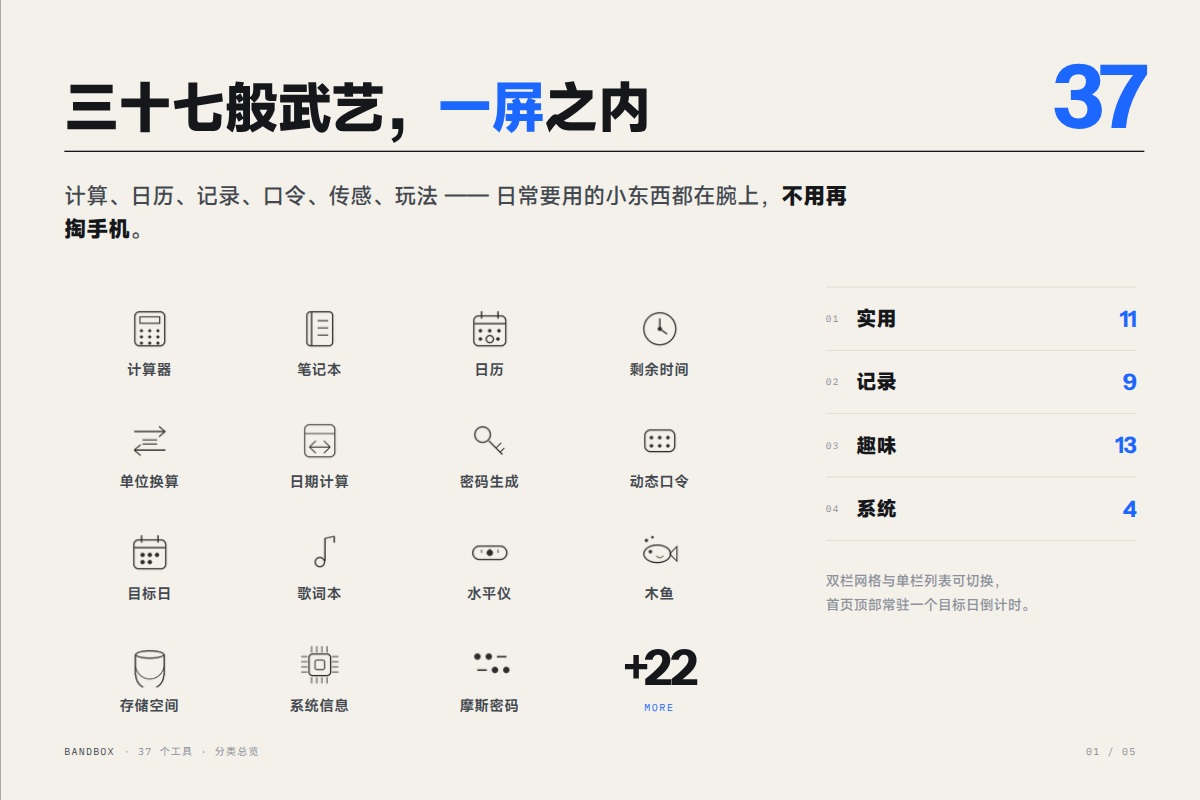 三十七般武艺，一屏之内
37
计算、日历、记录、口令、传感、玩法 —— 日常要用的小东西都在腕上，不用再
掏手机。
计算器
笔记本
日历
剩余时间
单位换算
日期计算
密码生成
动态口令
目标日
歌词本
水平仪
木鱼
存储空间
系统信息
摩斯密码
+22
MORE
01 实用 11
02 记录 9
03 趣味 13
04 系统 4
双栏网格与单栏列表可切换，
首页顶部常驻一个目标日倒计时。
BANDBOX · 37 个工具 · 分类总览
01 / 05